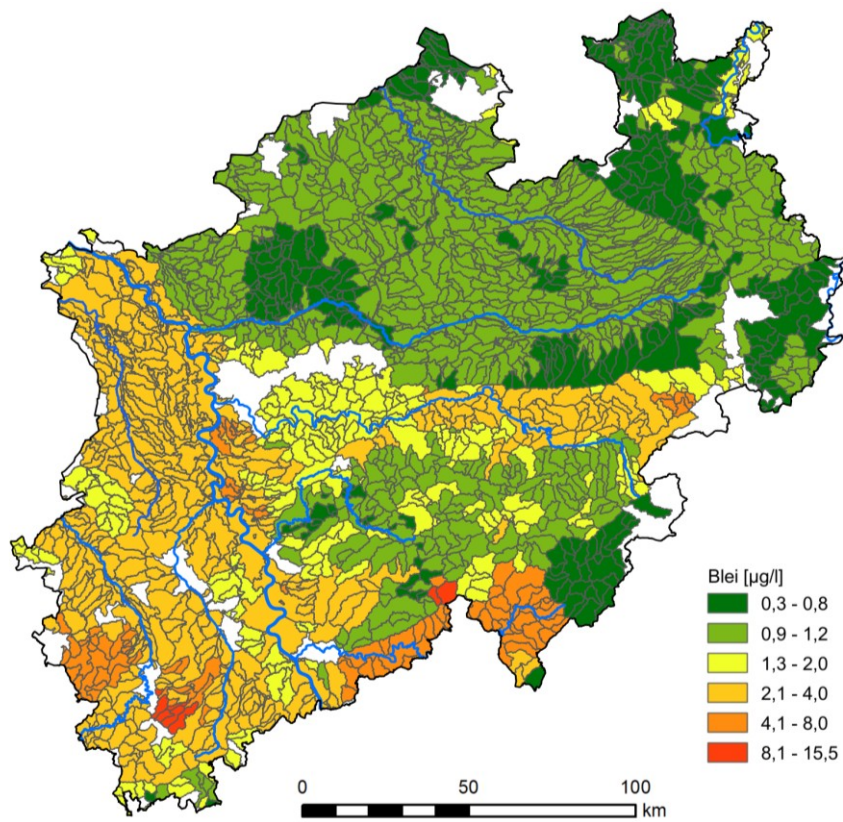 Blei [µg/l]
0,3 - 0,8
0,9 - 1,2
1,3 - 2,0
2,1 - 4,0
4,1 - 8,0
8,1 - 15,5
0 50 100
km